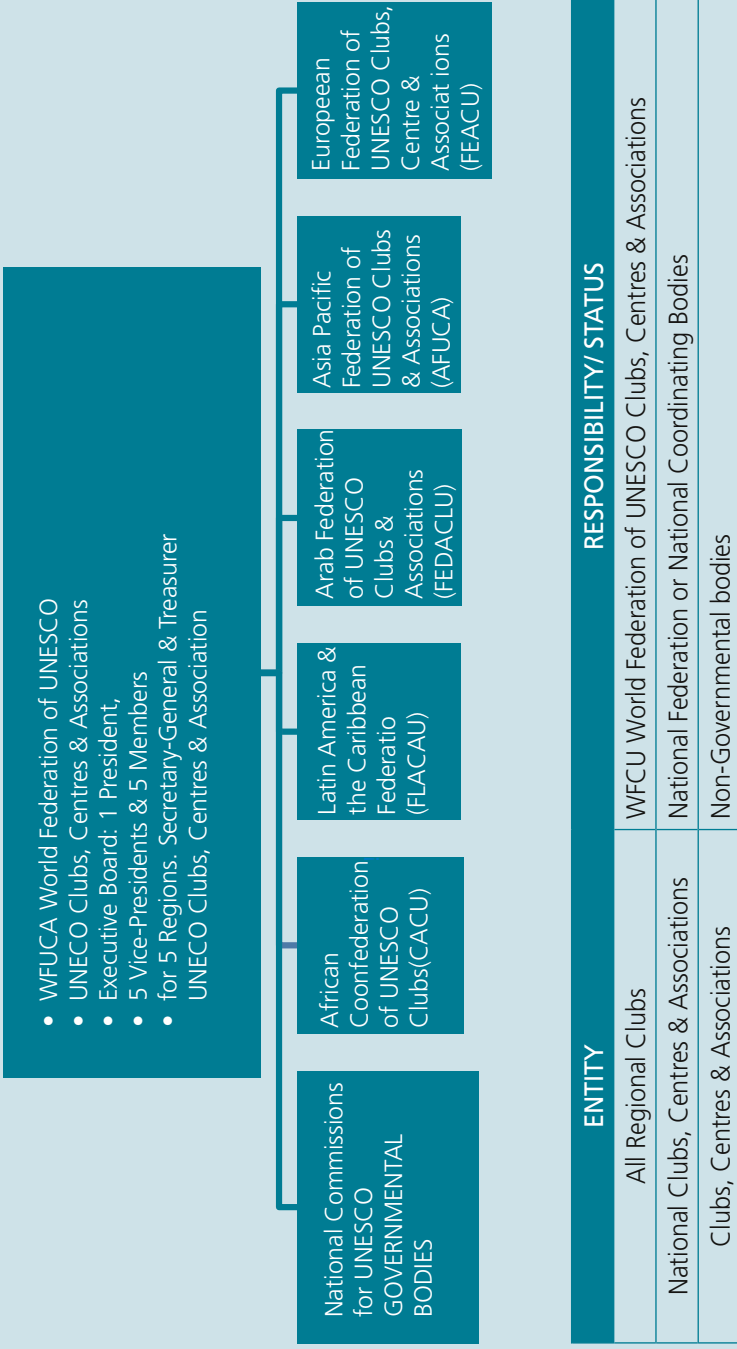 • WFUCA World Federation of UNESCO
• UNECO Clubs, Centres & Associations
• Executive Board: 1 President,
• 5 Vice-Presidents & 5 Members
• for 5 Regions. Secretary-General & Treasurer
UNECO Clubs, Centres & Association
National Commissions
for UNESCO
GOVERNMENTAL
BODIES
African
Coonfederation
of UNESCO
Clubs(CACU)
Latin America &
the Caribbean
Federatio
(FLACAU)
Arab Federation
of UNESCO
Clubs &
Associations
(FEDACLU)
Asia Pacific
Federation of
UNESCO Clubs
& Associations
(AFUCA)
Europeean
Federation of
UNESCO Clubs,
Centre &
Associat ions
(FEACU)
ENTITY RESPONSIBILITY/ STATUS
All Regional Clubs WFCU World Federation of UNESCO Clubs, Centres & Associations
National Clubs, Centres & Associations National Federation or National Coordinating Bodies
Clubs, Centres & Associations Non-Governmental bodies